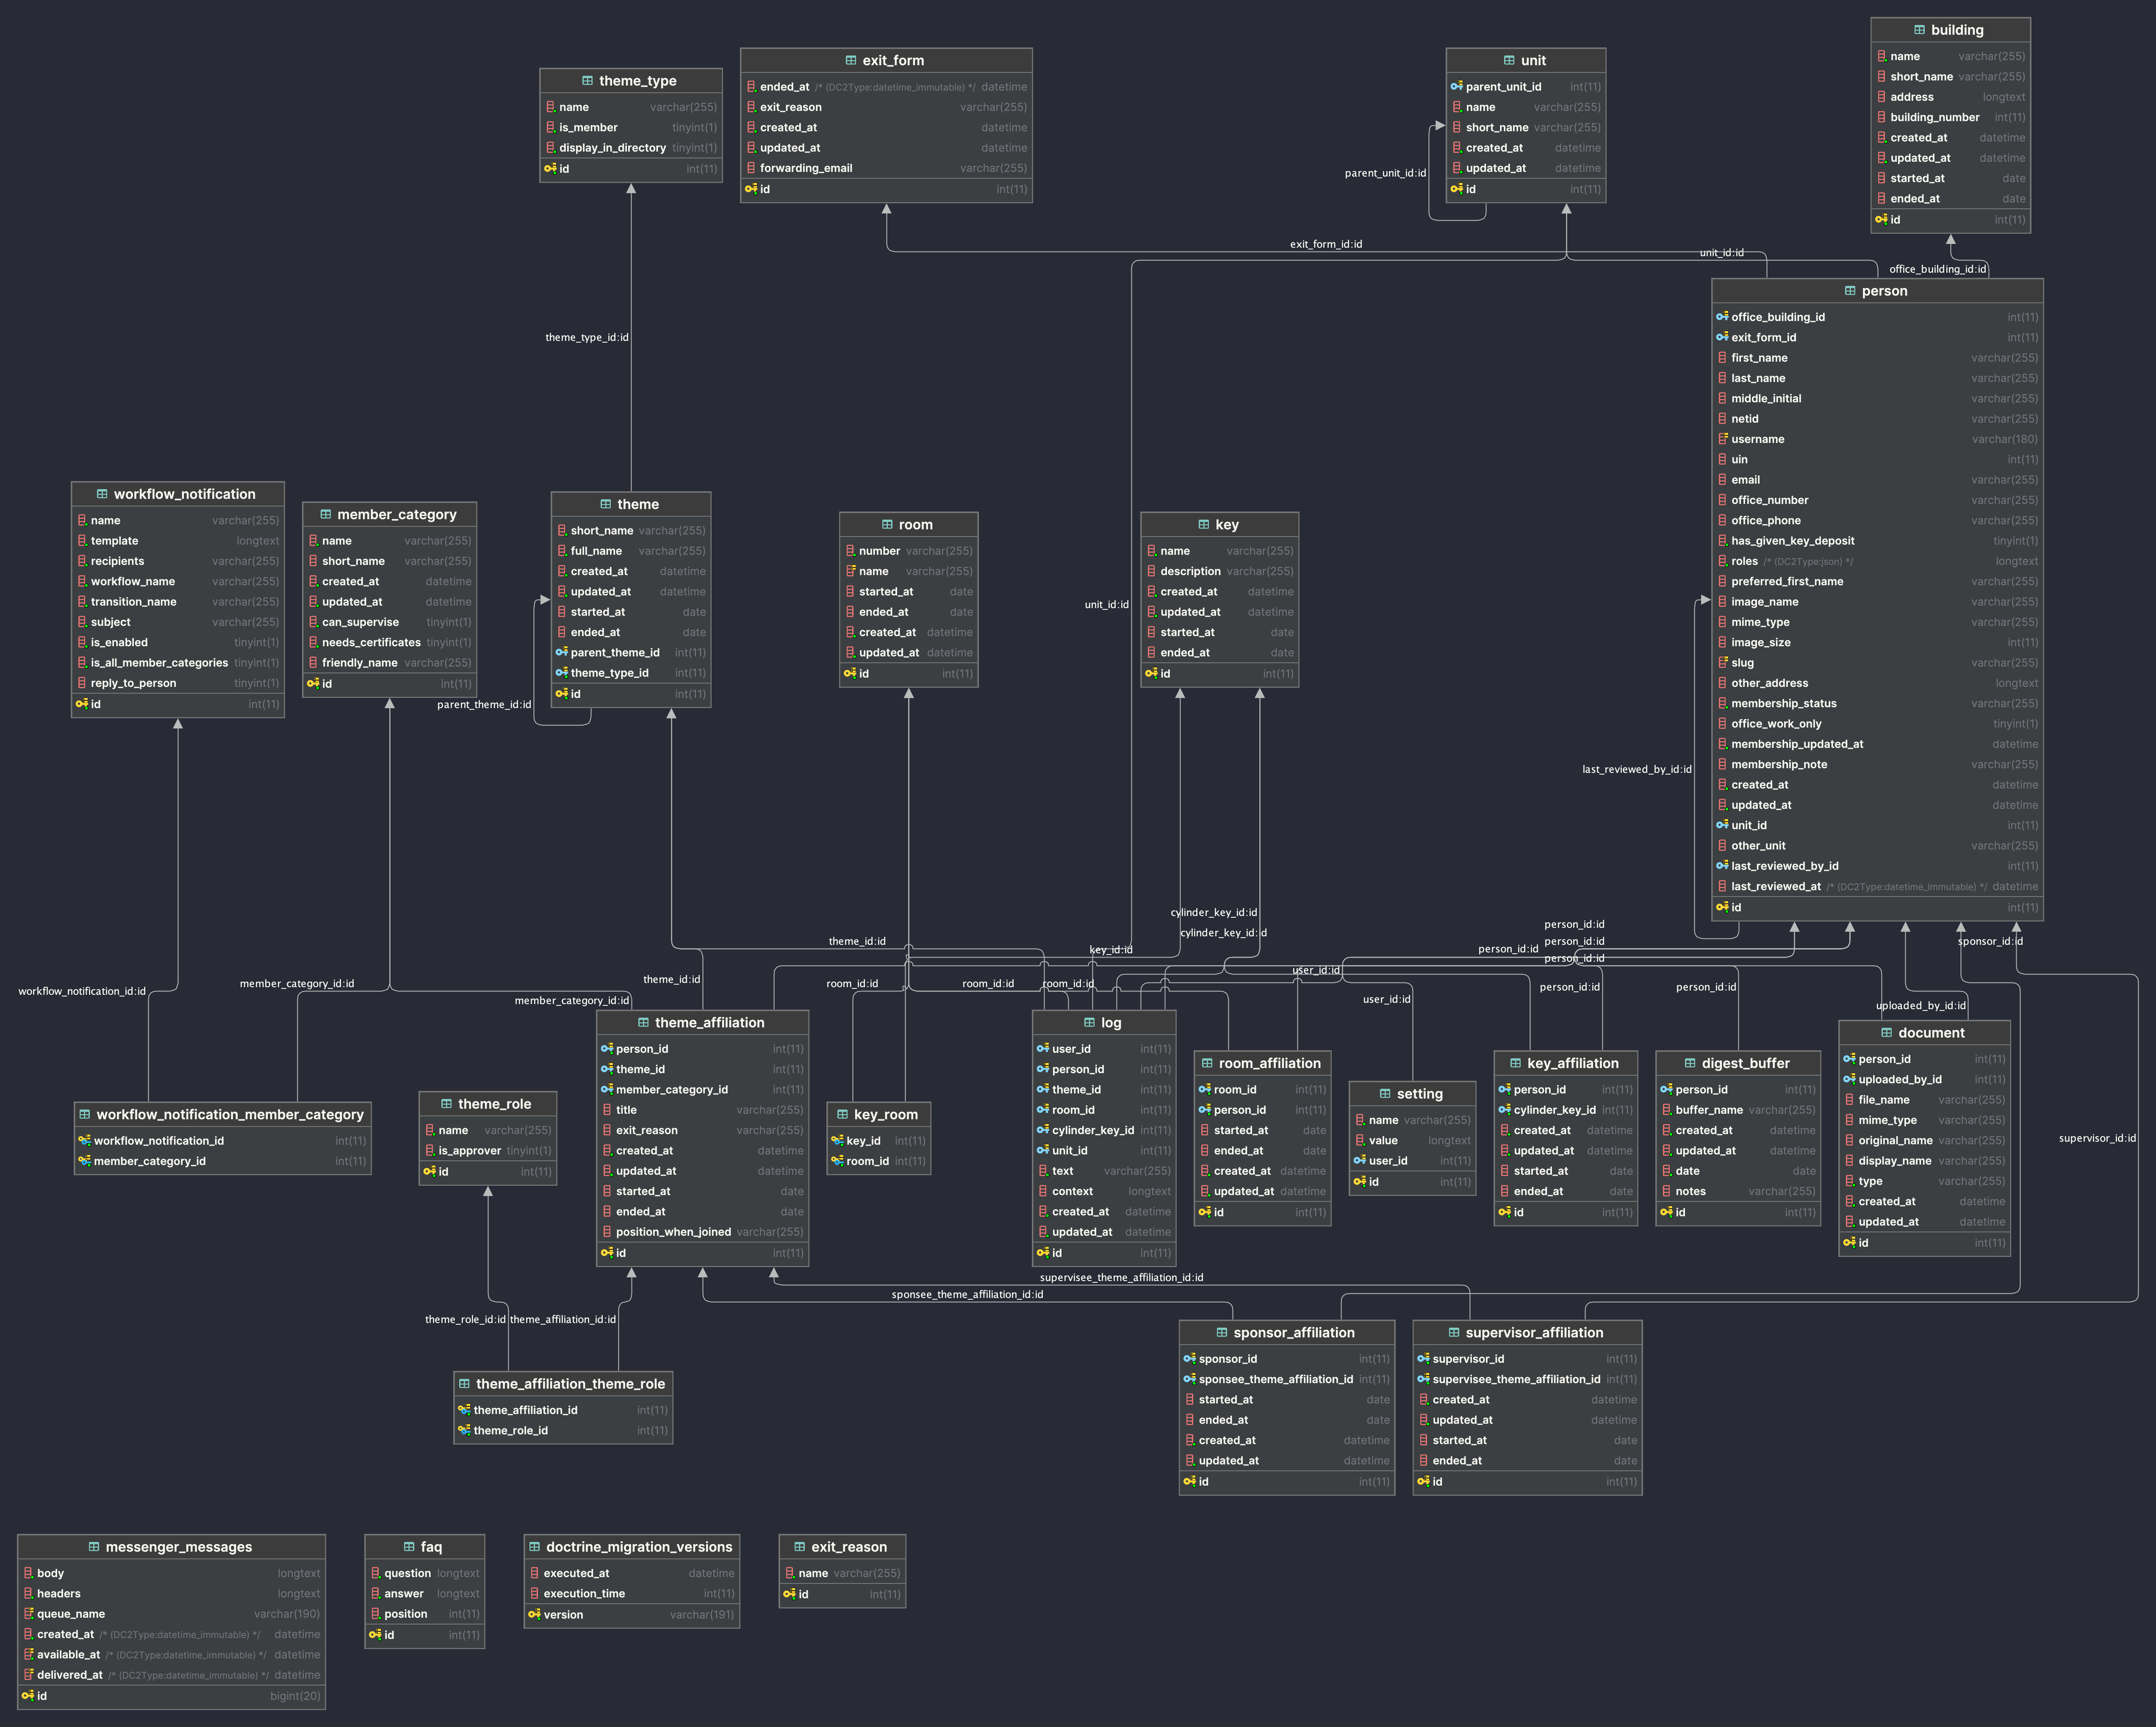 building
name varchar(255)
short_name varchar(255)
address longtext
building_number int(11)
created_at datetime
updated_at datetime
started_at date
ended_at date
id int(11)
exit_form
ended_at /* (DC2Type:datetime_immutable) */ datetime
exit_reason varchar(255)
created_at datetime
updated_at datetime
forwarding_email varchar(255)
id int(11)
unit
parent_unit_id int(11)
name varchar(255)
short_name varchar(255)
created_at datetime
updated_at datetime
id int(11)
parent_unit_id:id
theme_type
name varchar(255)
is_member tinyint(1)
display_in_directory tinyint(1)
id int(11)
exit_form_id:id
unit_id:id
office_building_id:id
person
office_building_id int(11)
exit_form_id int(11)
first_name varchar(255)
last_name varchar(255)
middle_initial varchar(255)
netid varchar(255)
username varchar(180)
uin int(11)
email varchar(255)
office_number varchar(255)
office_phone varchar(255)
has_given_key_deposit tinyint(1)
roles /* (DC2Type:json) */ longtext
preferred_first_name varchar(255)
image_name varchar(255)
mime_type varchar(255)
image_size int(11)
slug varchar(255)
other_address longtext
membership_status varchar(255)
office_work_only tinyint(1)
membership_updated_at datetime
membership_note varchar(255)
created_at datetime
updated_at datetime
unit_id int(11)
other_unit varchar(255)
last_reviewed_by_id int(11)
last_reviewed_at /* (DC2Type:datetime_immutable) */ datetime
id int(11)
last_reviewed_by_id:id
theme_type_id:id
workflow_notification
name varchar(255)
template longtext
recipients varchar(255)
workflow_name varchar(255)
transition_name varchar(255)
subject varchar(255)
is_enabled tinyint(1)
is_all_member_categories tinyint(1)
reply_to_person tinyint(1)
id int(11)
member_category
name varchar(255)
short_name varchar(255)
created_at datetime
updated_at datetime
can_supervise tinyint(1)
needs_certificates tinyint(1)
friendly_name varchar(255)
id int(11)
theme
short_name varchar(255)
full_name varchar(255)
created_at datetime
updated_at datetime
started_at date
ended_at date
parent_theme_id int(11)
theme_type_id int(11)
id int(11)
parent_theme_id:id
room
number varchar(255)
name varchar(255)
started_at date
ended_at date
created_at datetime
updated_at datetime
id int(11)
key
name varchar(255)
description varchar(255)
created_at datetime
updated_at datetime
started_at date
ended_at date
id int(11)
unit_id:id
cylinder_key_id:id
cylinder_key_id:id
person_id:id
theme_id:id
key_id:id
person_id:id
person_id:id
sponsor_id:id
person_id:id
workflow_notification_id:id
member_category_id:id
member_category_id:id
theme_id:id
room_id:id
room_id:id
room_id:id
user_id:id
user_id:id
person_id:id
person_id:id
uploaded_by_id:id
supervisor_id:id
workflow_notification_member_category
workflow_notification_id int(11)
member_category_id int(11)
theme_role
name varchar(255)
is_approver tinyint(1)
id int(11)
theme_affiliation
person_id int(11)
theme_id int(11)
member_category_id int(11)
title varchar(255)
exit_reason varchar(255)
created_at datetime
updated_at datetime
started_at date
ended_at date
position_when_joined varchar(255)
id int(11)
key_room
key_id int(11)
room_id int(11)
log
user_id int(11)
person_id int(11)
theme_id int(11)
room_id int(11)
cylinder_key_id int(11)
unit_id int(11)
text varchar(255)
context longtext
created_at datetime
updated_at datetime
id int(11)
room_affiliation
room_id int(11)
person_id int(11)
started_at date
ended_at date
created_at datetime
updated_at datetime
id int(11)
setting
name varchar(255)
value longtext
user_id int(11)
id int(11)
key_affiliation
person_id int(11)
cylinder_key_id int(11)
created_at datetime
updated_at datetime
started_at date
ended_at date
id int(11)
digest_buffer
person_id int(11)
buffer_name varchar(255)
created_at datetime
updated_at datetime
date date
notes varchar(255)
id int(11)
document
person_id int(11)
uploaded_by_id int(11)
file_name varchar(255)
mime_type varchar(255)
original_name varchar(255)
display_name varchar(255)
type varchar(255)
created_at datetime
updated_at datetime
id int(11)
supervisee_theme_affiliation_id:id
sponsee_theme_affiliation_id:id
theme_role_id:id
theme_affiliation_id:id
theme_affiliation_theme_role
theme_affiliation_id int(11)
theme_role_id int(11)
sponsor_affiliation
sponsor_id int(11)
sponsee_theme_affiliation_id int(11)
started_at date
ended_at date
created_at datetime
updated_at datetime
id int(11)
supervisor_affiliation
supervisor_id int(11)
supervisee_theme_affiliation_id int(11)
created_at datetime
updated_at datetime
started_at date
ended_at date
id int(11)
messenger_messages
body longtext
headers longtext
queue_name varchar(190)
created_at /* (DC2Type:datetime_immutable) */ datetime
available_at /* (DC2Type:datetime_immutable) */ datetime
delivered_at /* (DC2Type:datetime_immutable) */ datetime
id bigint(20)
faq
question longtext
answer longtext
position int(11)
id int(11)
doctrine_migration_versions
executed_at datetime
execution_time int(11)
version varchar(191)
exit_reason
name varchar(255)
id int(11)